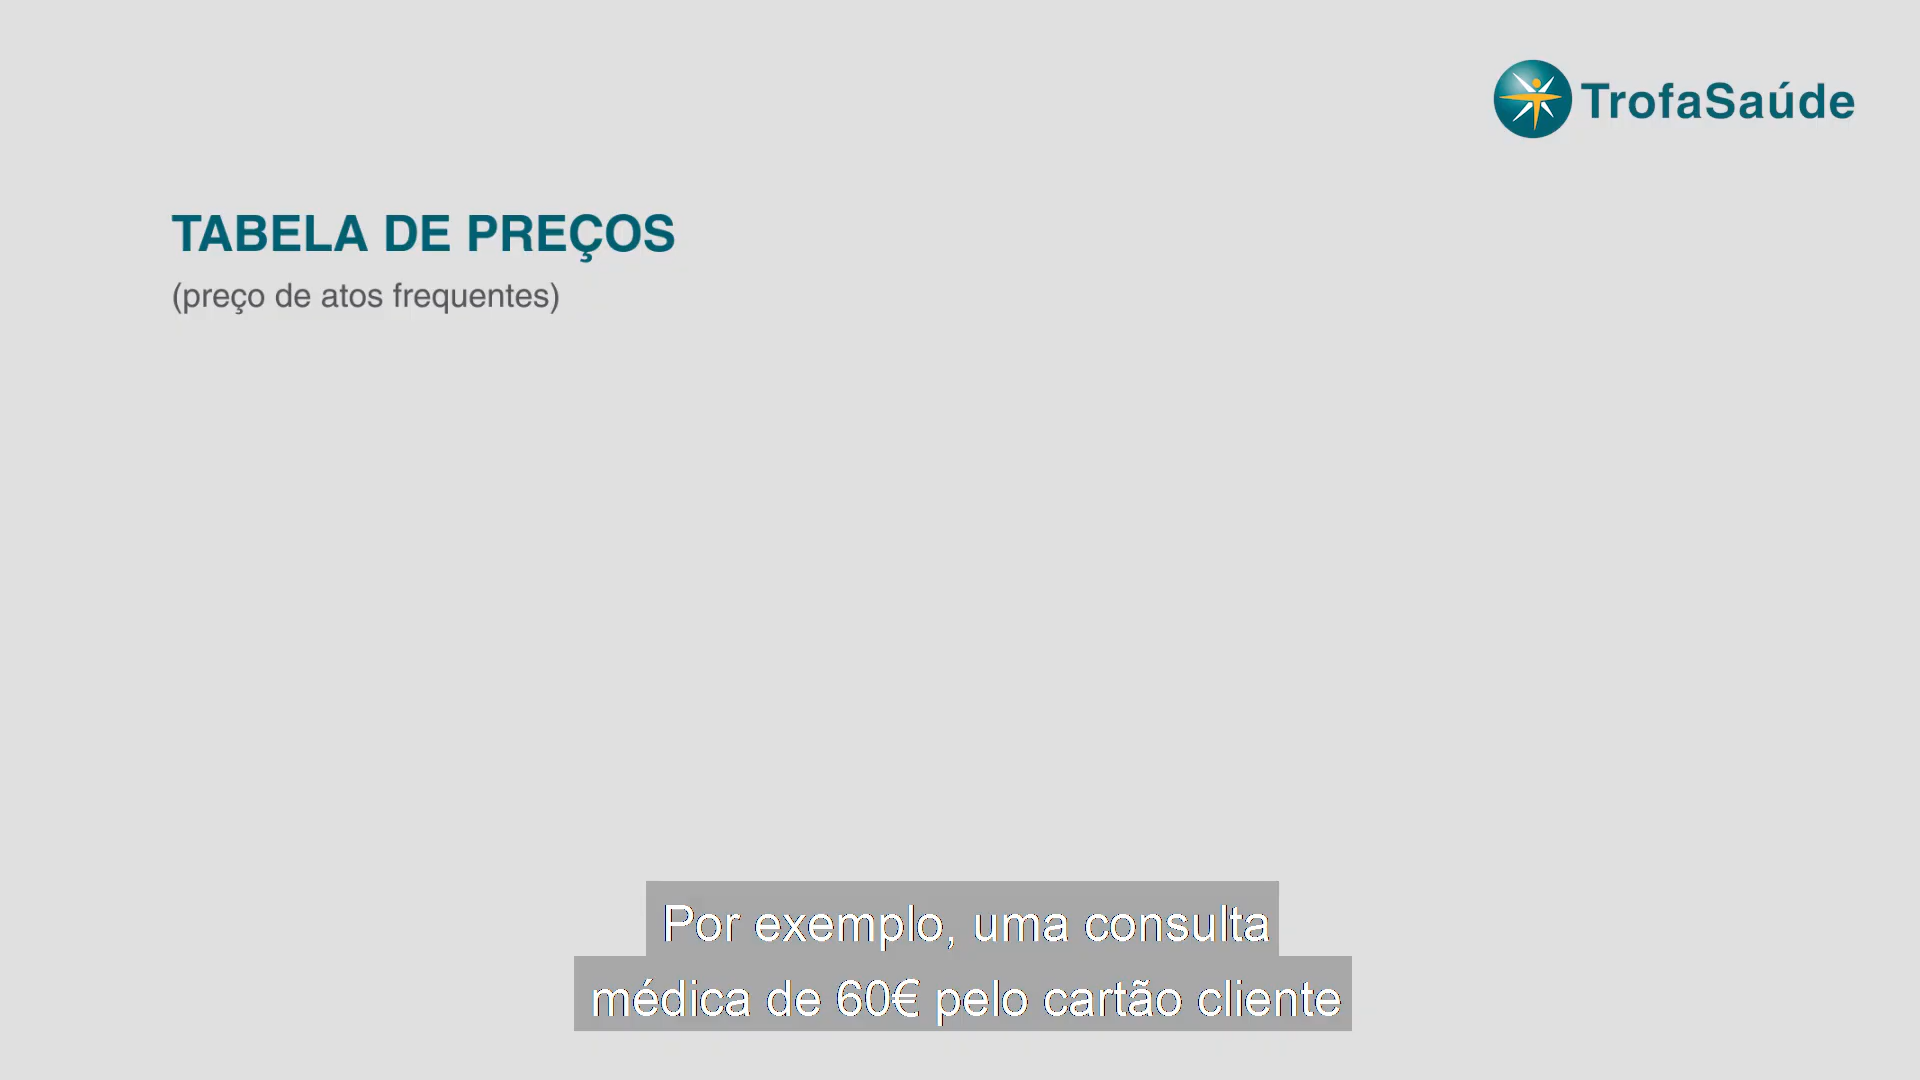 TrofaSaúde
TABELA DE PREÇOS
(preço de atos frequentes)
Por exemplo, uma consulta
médica de 60€ pelo cartão cliente